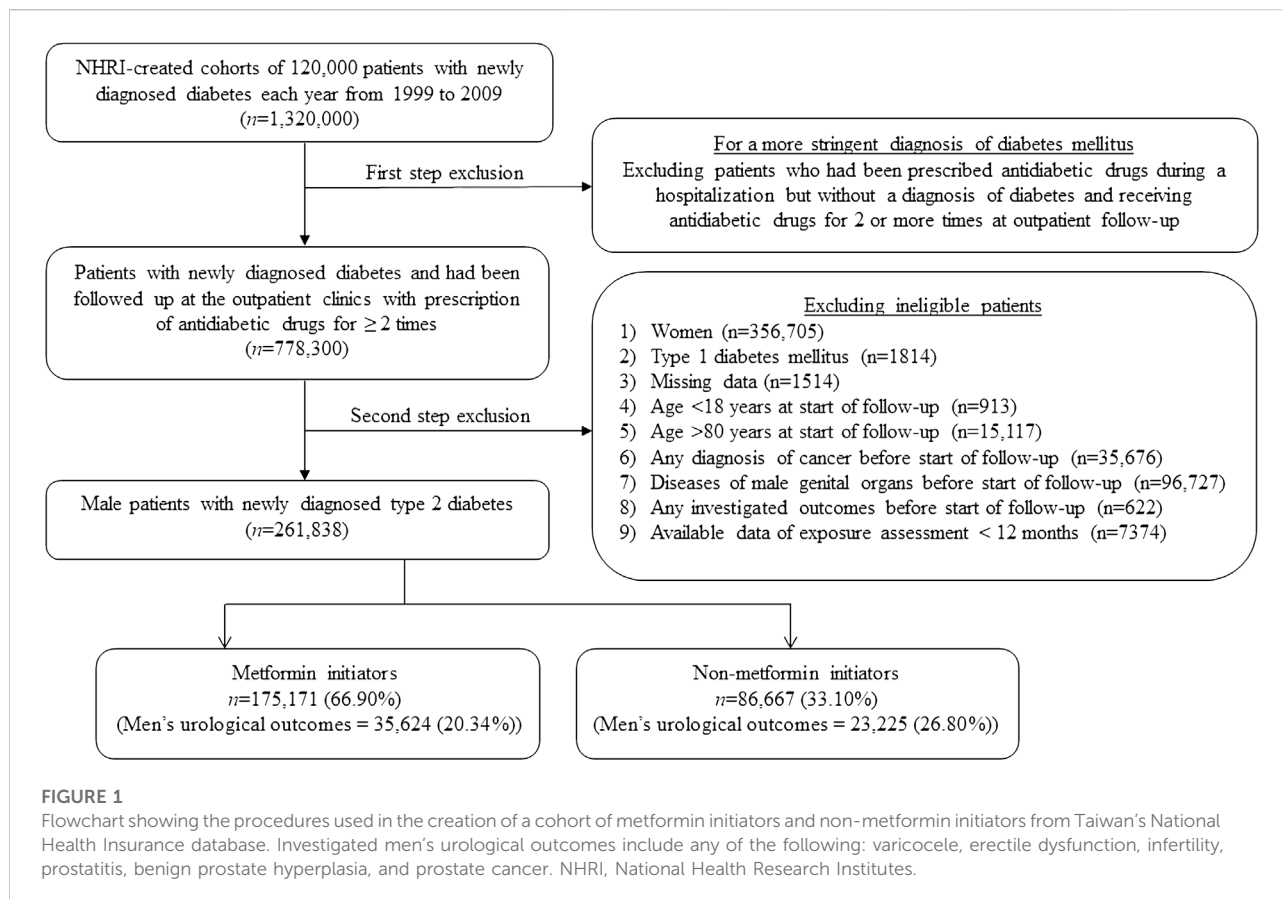 NHRI-created cohorts of 120,000 patients with newly
diagnosed diabetes each year from 1999 to 2009
(n=1,320,000)
First step exclusion
For a more stringent diagnosis of diabetes mellitus
Excluding patients who had been prescribed antidiabetic drugs during a
hospitalization but without a diagnosis of diabetes and receiving
antidiabetic drugs for 2 or more times at outpatient follow-up
Patients with newly diagnosed diabetes and had been
followed up at the outpatient clinics with prescription
of antidiabetic drugs for ≥ 2 times
(n=778,300)
Second step exclusion
Excluding ineligible patients
1) Women (n=356,705)
2) Type 1 diabetes mellitus (n=1814)
3) Missing data (n=1514)
4) Age <18 years at start of follow-up (n=913)
5) Age >80 years at start of follow-up (n=15,117)
6) Any diagnosis of cancer before start of follow-up (n=35,676)
7) Diseases of male genital organs before start of follow-up (n=96,727)
8) Any investigated outcomes before start of follow-up (n=622)
9) Available data of exposure assessment < 12 months (n=7374)
Male patients with newly diagnosed type 2 diabetes
(n=261,838)
Metformin initiators
n=175,171 (66.90%)
(Men's urological outcomes = 35,624 (20.34%))
Non-metformin initiators
n=86,667 (33.10%)
(Men's urological outcomes = 23,225 (26.80%))
FIGURE 1
Flowchart showing the procedures used in the creation of a cohort of metformin initiators and non-metformin initiators from Taiwan's National
Health Insurance database. Investigated men's urological outcomes include any of the following: varicocele, erectile dysfunction, infertility,
prostatitis, benign prostate hyperplasia, and prostate cancer. NHRI, National Health Research Institutes.